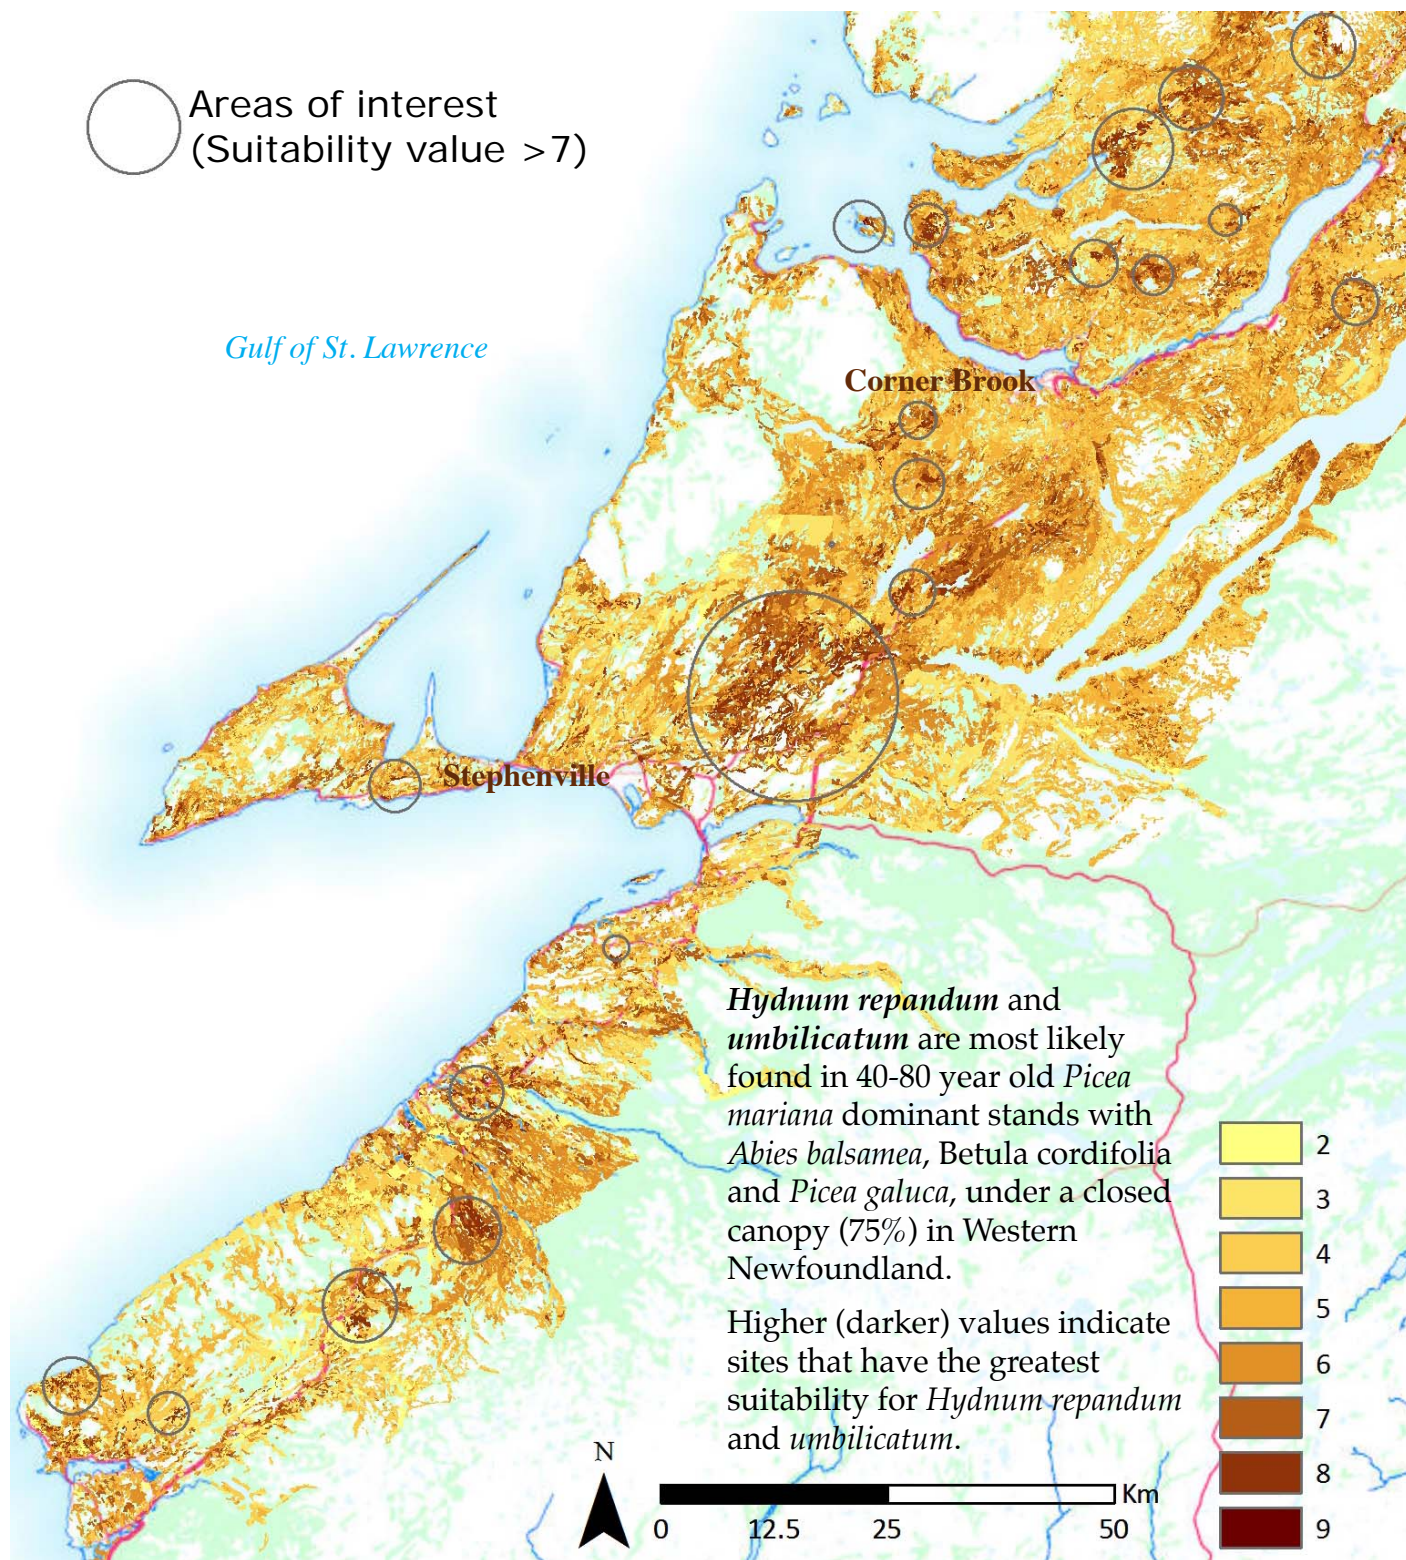 Areas of interest
(Suitability value >7)
Gulf of St. Lawrence
Corner Brook
Stephenville
Hydnum repandum and
umbilicatum are most likely
found in 40-80 year old Picea
mariana dominant stands with
Abies balsamea, Betula cordifolia
and Picea galuca, under a closed
canopy (75%) in Western
Newfoundland.
Higher (darker) values indicate
sites that have the greatest
suitability for Hydnum repandum
and umbilicatum.
2
3
4
5
6
7
8
9
N
Km
0 12.5 25 50